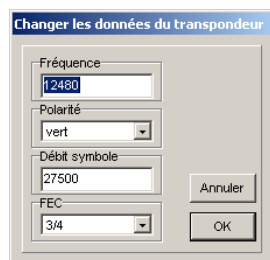 Changer les données du transpondeur
Fréquence
12480
Polarité
vert
Débit symbole
27500
FEC
3/4
Annuler
OK